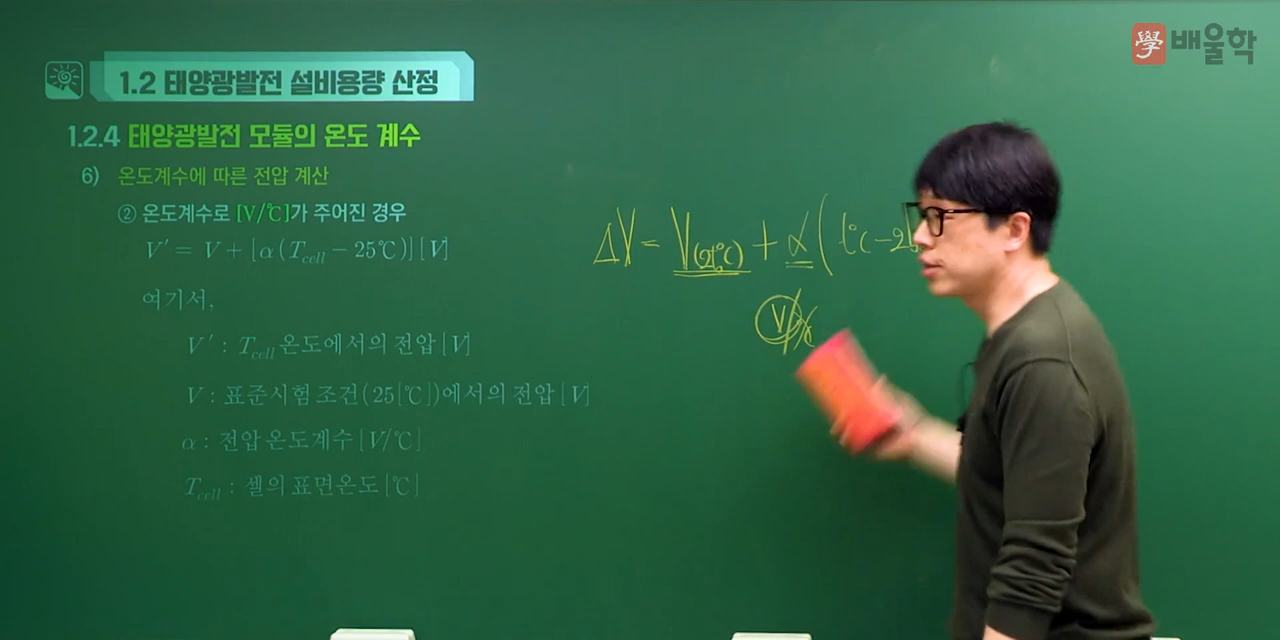 學 배울학
1.2 태양광발전 설비용량 산정
1.2.4 태양광발전 모듈의 온도 계수
6) 온도계수에 따른 전압 계산
② 온도계수로 [V/℃]가 주어진 경우
V′ = V + [α(T_cell − 25℃)][V]
여기서,
V′ : T_cell 온도에서의 전압[V]
V : 표준시험조건(25[℃])에서의 전압[V]
α : 전압온도계수[V/℃]
T_cell : 셀의 표면온도[℃]
ΔV = V(25℃) + α(t℃ − 2
V/℃